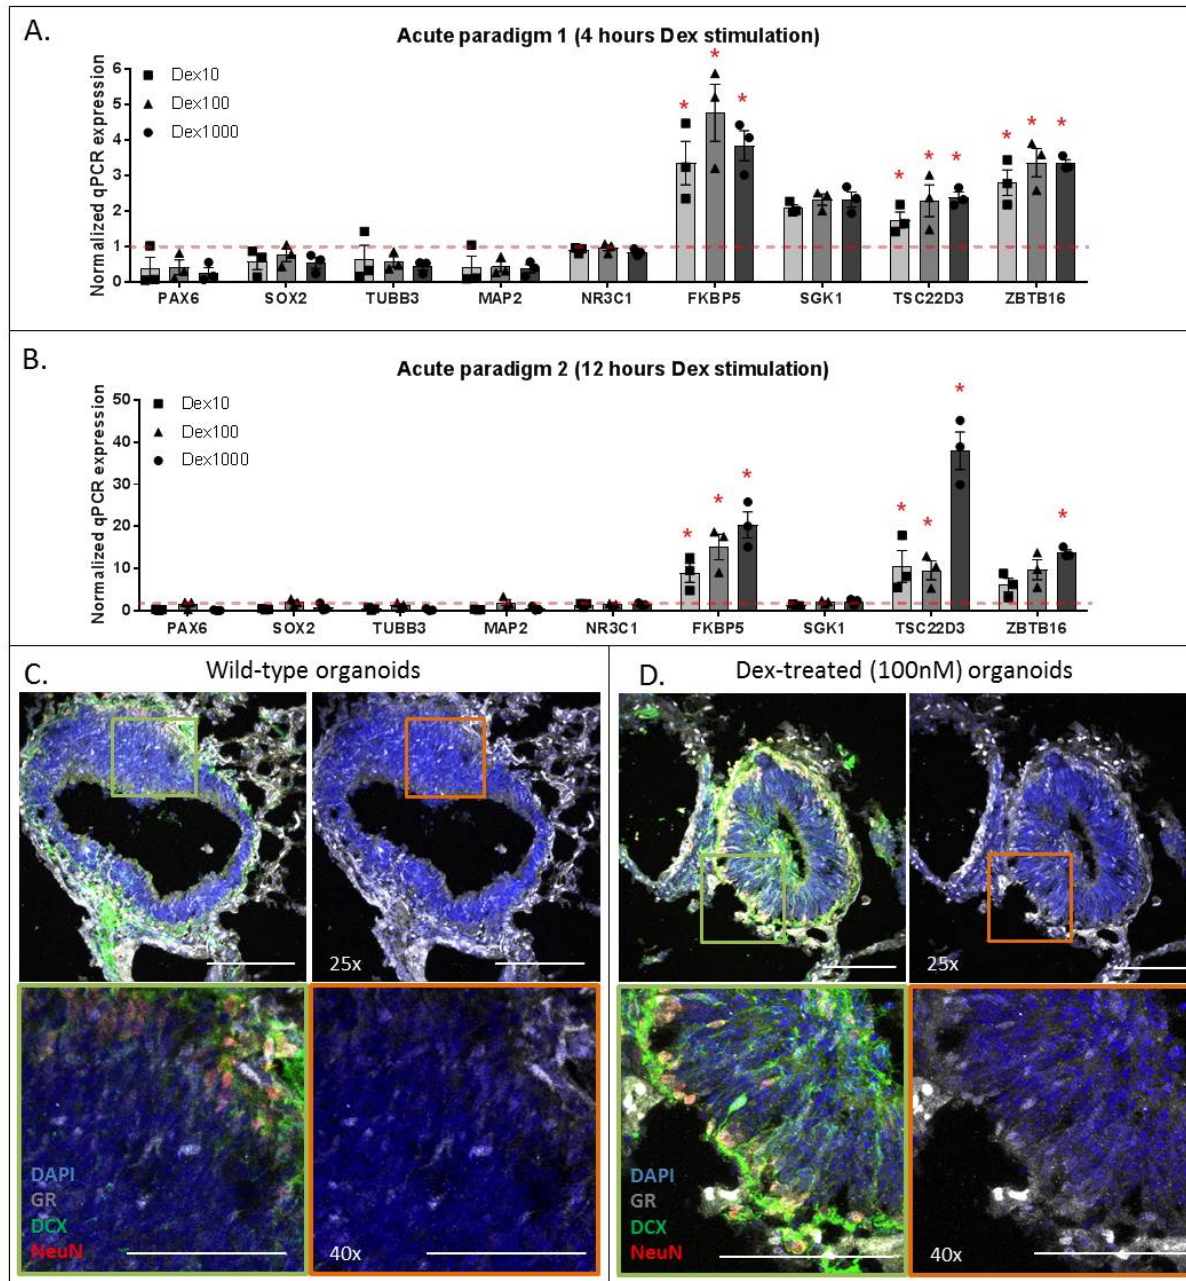 A.
Acute paradigm 1 (4 hours Dex stimulation)
Normalized qPCR expression
6
5
4
3
2
1
0
Dex10
Dex100
Dex1000
* * * * * * * * *
PAX6 SOX2 TUBB3 MAP2 NR3C1 FKBP5 SGK1 TSC22D3 ZBTB16
B.
Acute paradigm 2 (12 hours Dex stimulation)
Normalized qPCR expression
50
40
30
20
10
0
Dex10
Dex100
Dex1000
* * * * * * *
PAX6 SOX2 TUBB3 MAP2 NR3C1 FKBP5 SGK1 TSC22D3 ZBTB16
C.
Wild-type organoids
25x
DAPI
GR
DCX
NeuN
40x
D.
Dex-treated (100nM) organoids
25x
DAPI
GR
DCX
NeuN
40x